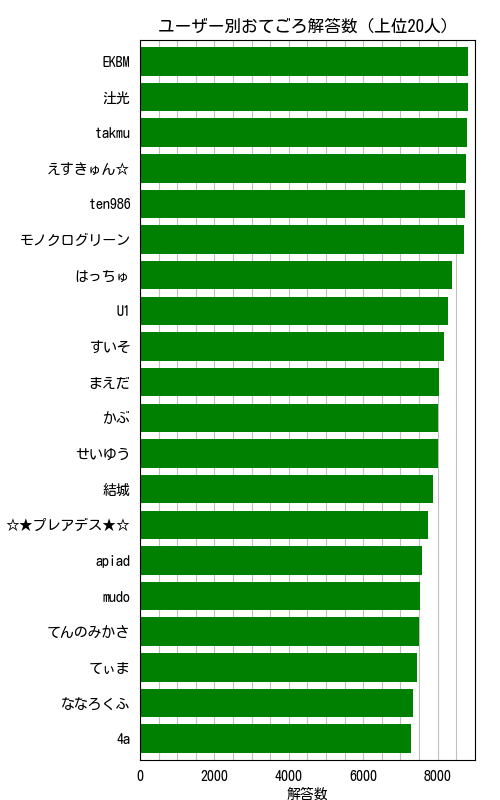 ユーザー別おてごろ解答数（上位20人）
EKBM
汢光
takmu
えすきゅん☆
ten986
モノクログリーン
はっちゅ
U1
すいそ
まえだ
かぶ
せいゆう
結城
☆★プレアデス★☆
apiad
mudo
てんのみかさ
てぃま
ななろくふ
4a
0 2000 4000 6000 8000
解答数